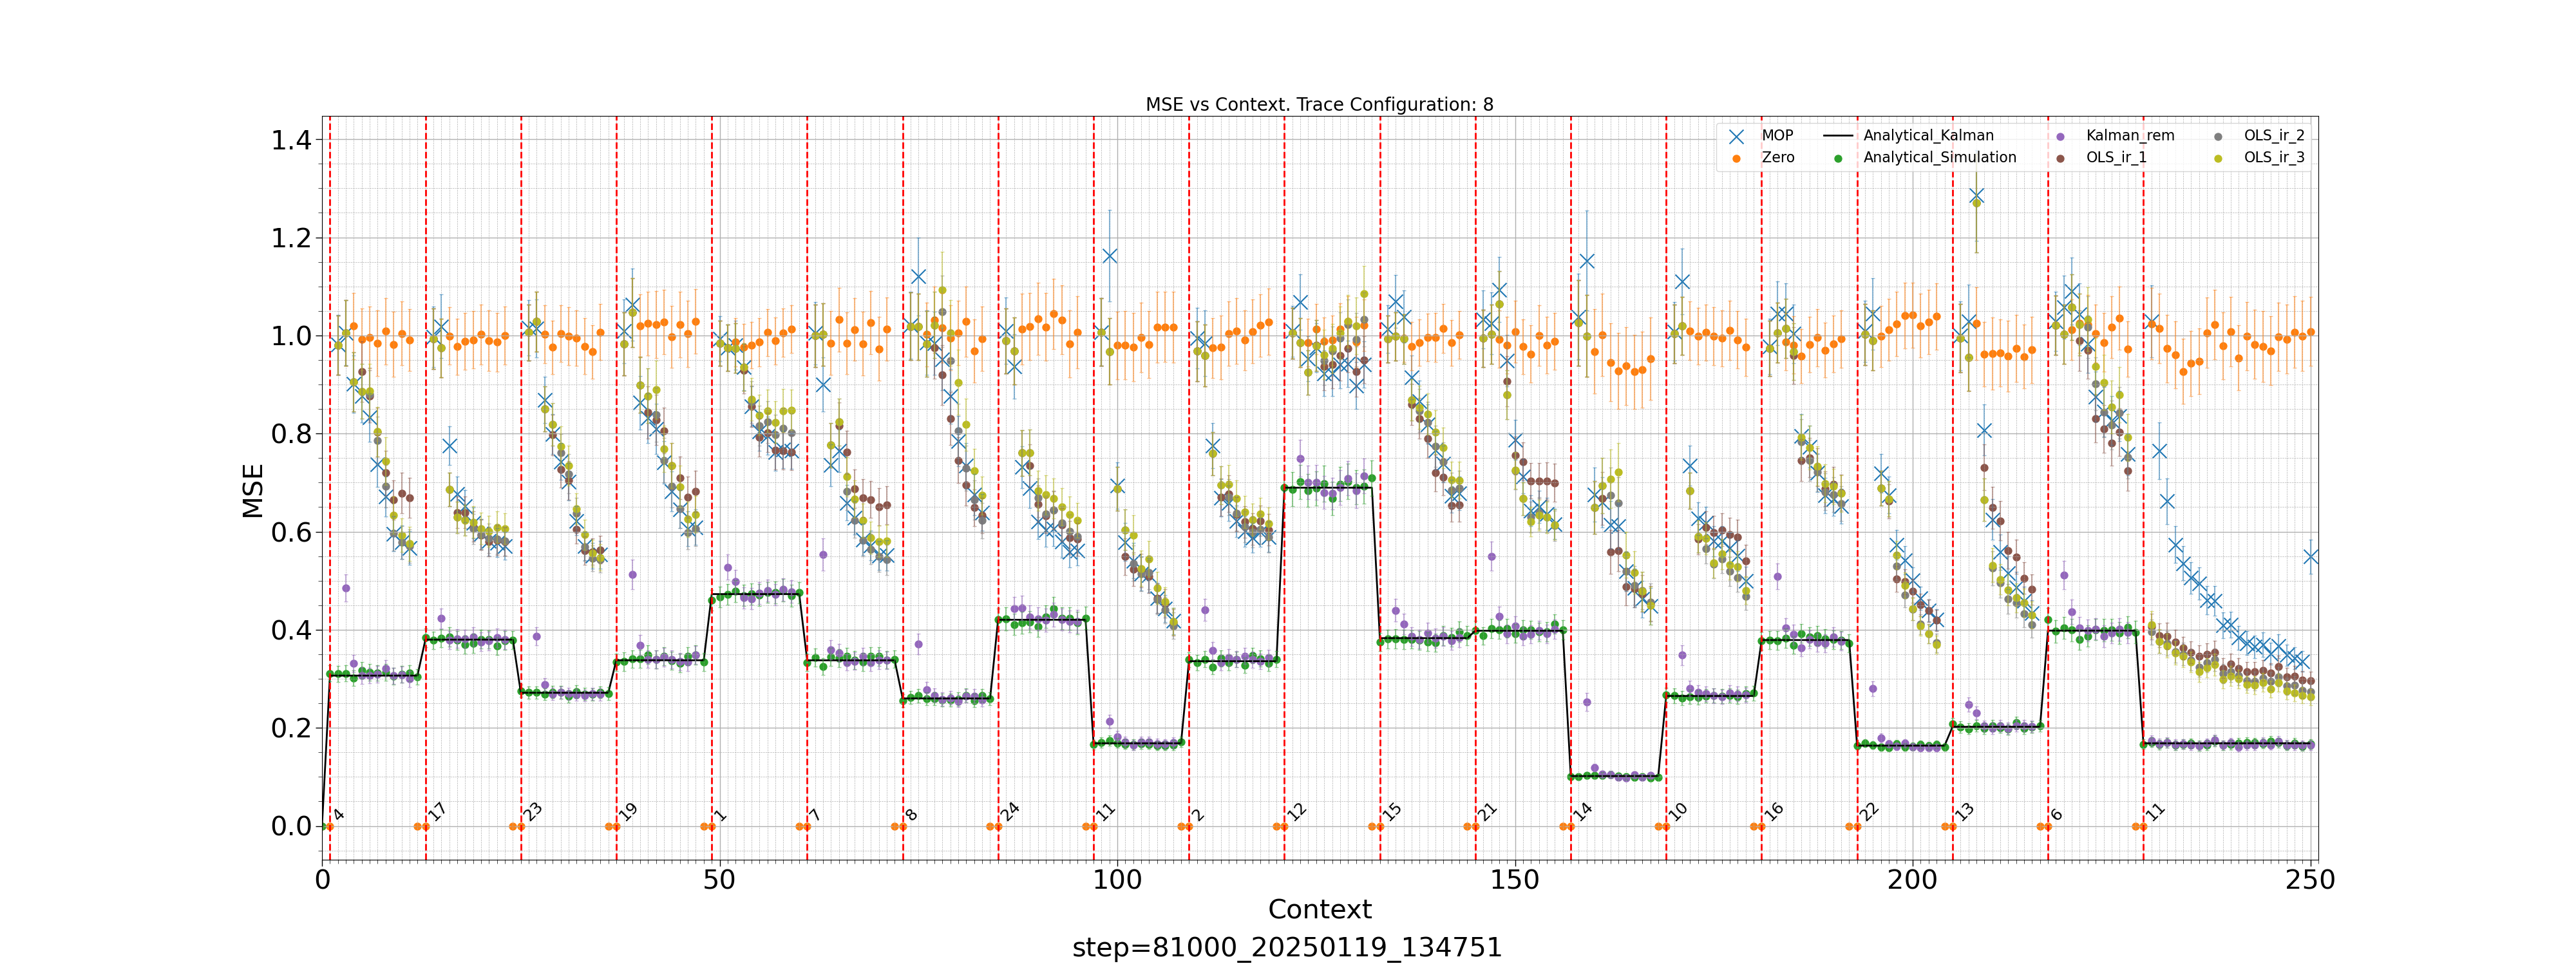 MSE vs Context. Trace Configuration: 8
MOP
Zero
Analytical_Kalman
Analytical_Simulation
Kalman_rem
OLS_ir_1
OLS_ir_2
OLS_ir_3
MSE
1.4
1.2
1.0
0.8
0.6
0.4
0.2
0.0
4 17 23 19 1 7 8 24 11 2 12 15 21 14 10 16 22 13 6 11
0 50 100 150 200 250
Context
step=81000_20250119_134751